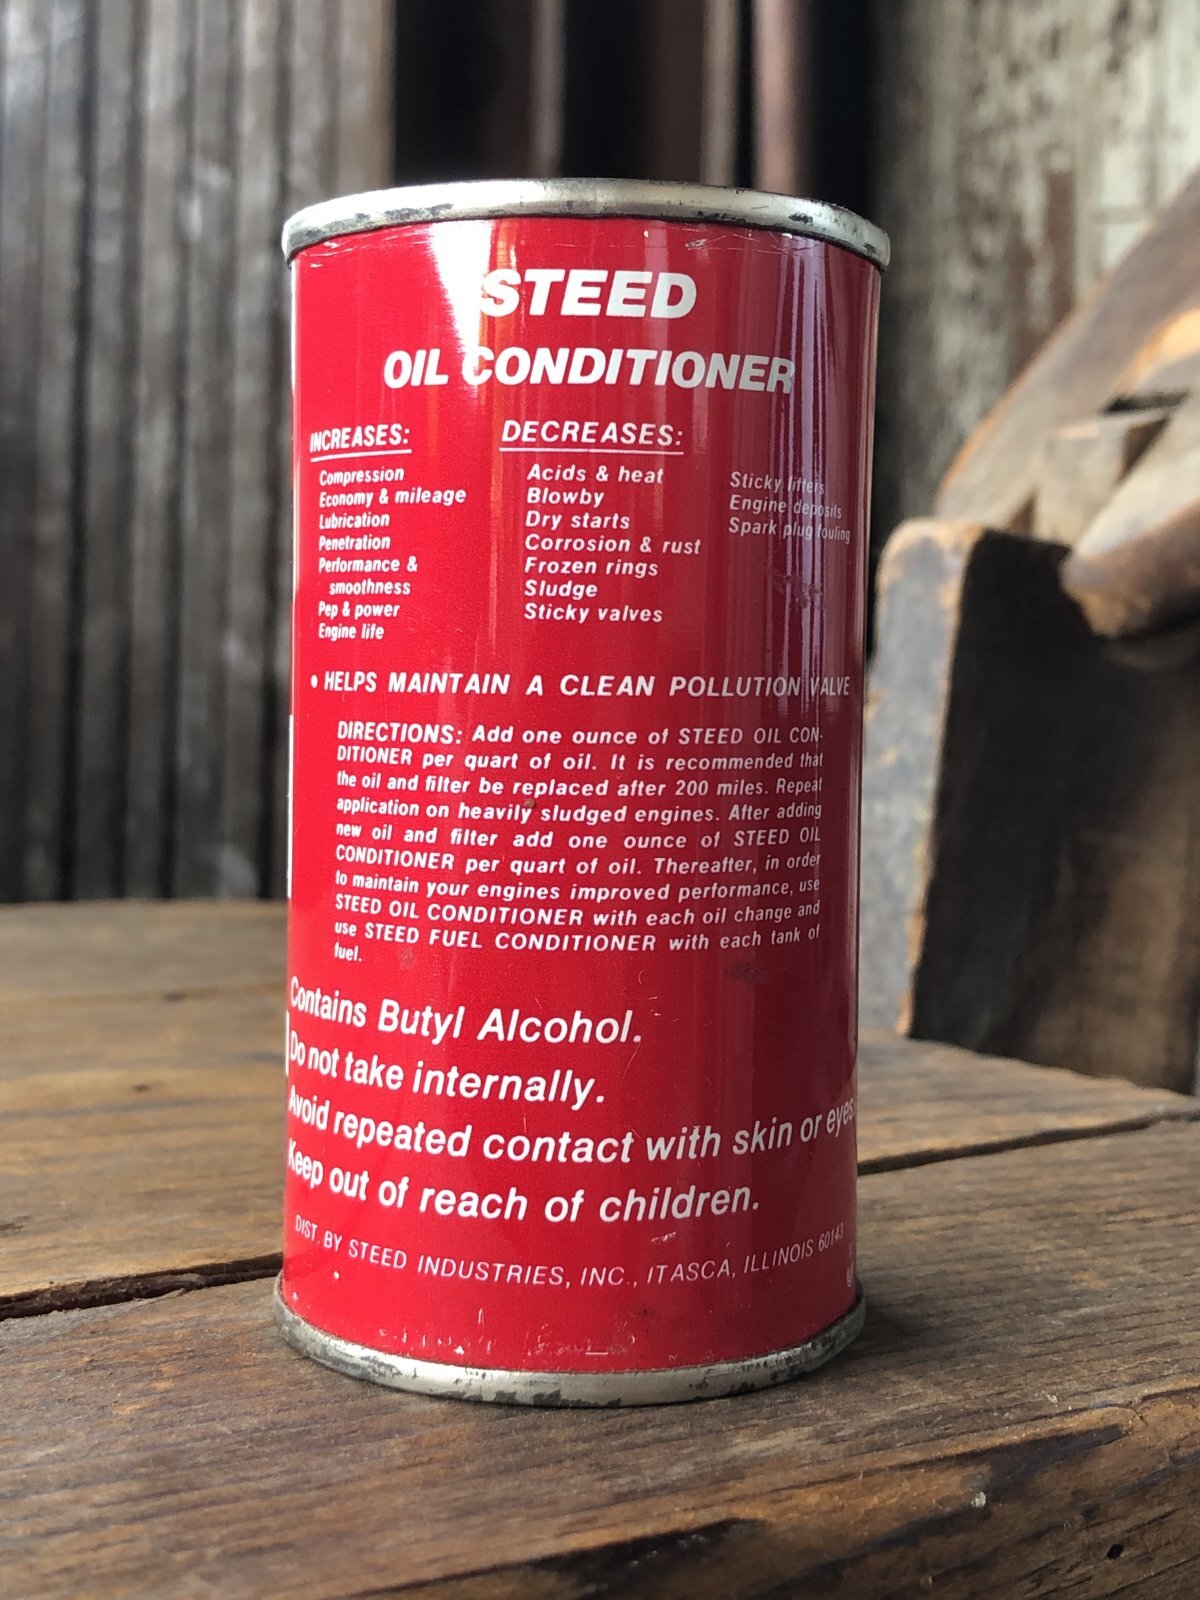 STEED
OIL CONDITIONER
INCREASES:
Compression
Economy & mileage
Lubrication
Penetration
Performance &
smoothness
Pep & power
Engine life
DECREASES:
Acids & heat
Blowby
Dry starts
Corrosion & rust
Frozen rings
Sludge
Sticky valves
Sticky lifters
Engine deposits
Spark plug fouling
• HELPS MAINTAIN A CLEAN POLLUTION VALVE
DIRECTIONS: Add one ounce of STEED OIL CON-
DITIONER per quart of oil. It is recommended that
the oil and filter be replaced after 200 miles. Repeat
application on heavily sludged engines. After adding
new oil and filter add one ounce of STEED OIL
CONDITIONER per quart of oil. Thereafter, in order
to maintain your engines improved performance, use
STEED OIL CONDITIONER with each oil change and
use STEED FUEL CONDITIONER with each tank of
fuel.
Contains Butyl Alcohol.
Do not take internally.
Avoid repeated contact with skin or eyes
Keep out of reach of children.
DIST. BY STEED INDUSTRIES, INC., ITASCA, ILLINOIS 60143